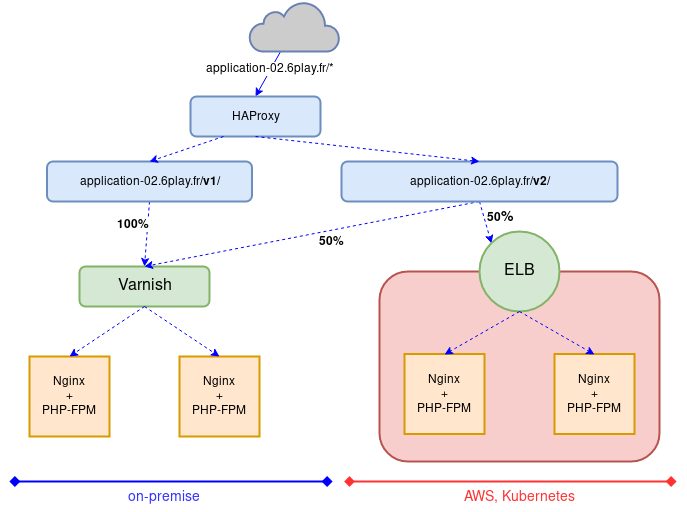 application-02.6play.fr/*
HAProxy
application-02.6play.fr/v1/
application-02.6play.fr/v2/
100%
50%
50%
Varnish
ELB
Nginx
+
PHP-FPM
Nginx
+
PHP-FPM
Nginx
+
PHP-FPM
Nginx
+
PHP-FPM
on-premise
AWS, Kubernetes